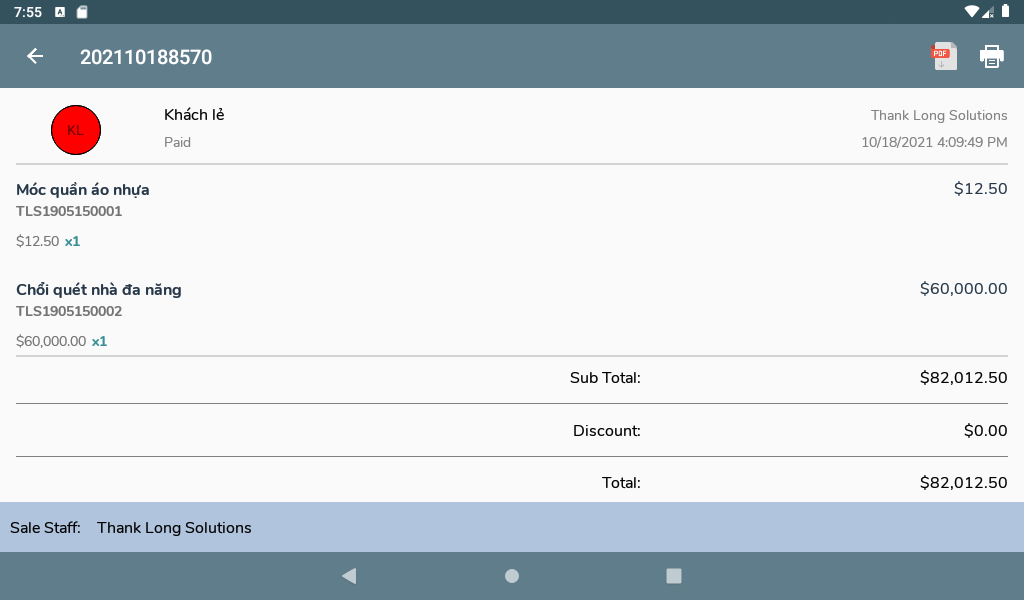 7:55
A
202110188570
PDF
KL
Khách lẻ
Thank Long Solutions
Paid
10/18/2021 4:09:49 PM
Móc quần áo nhựa
$12.50
TLS1905150001
$12.50 x1
Chổi quét nhà đa năng
$60,000.00
TLS1905150002
$60,000.00 x1
Sub Total:
$82,012.50
Discount:
$0.00
Total:
$82,012.50
Sale Staff: Thank Long Solutions